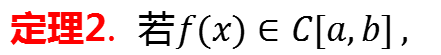 定理2. 若f(x) ∈ C[a, b] ,